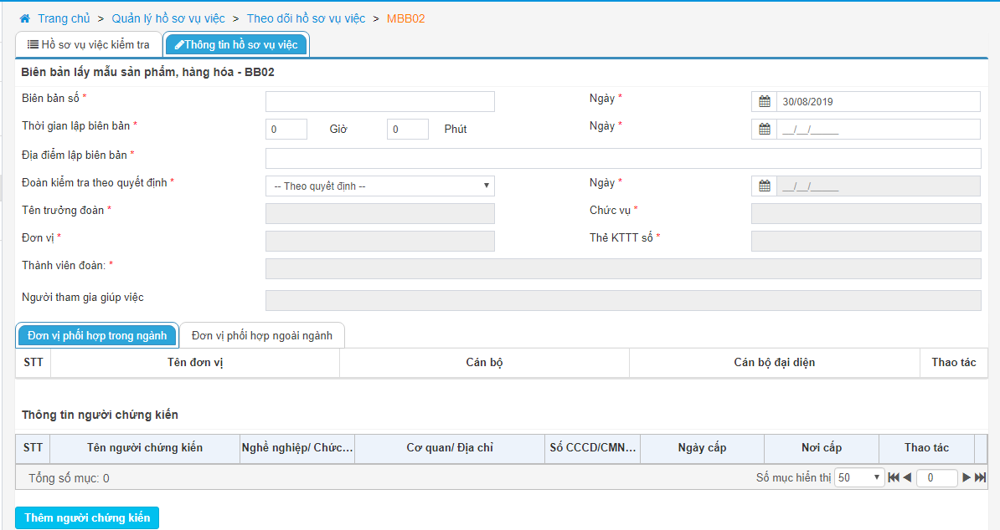 Trang chủ > Quản lý hồ sơ vụ việc > Theo dõi hồ sơ vụ việc > MBB02
Hồ sơ vụ việc kiểm tra Thông tin hồ sơ vụ việc
Biên bản lấy mẫu sản phẩm, hàng hóa - BB02
Biên bản số * Ngày * 30/08/2019
Thời gian lập biên bản * 0 Giờ 0 Phút Ngày * __/__/_____
Địa điểm lập biên bản *
Đoàn kiểm tra theo quyết định * -- Theo quyết định -- Ngày * __/__/_____
Tên trưởng đoàn * Chức vụ *
Đơn vị * Thẻ KTTT số *
Thành viên đoàn: *
Người tham gia giúp việc
Đơn vị phối hợp trong ngành Đơn vị phối hợp ngoài ngành
STT Tên đơn vị Cán bộ Cán bộ đại diện Thao tác
Thông tin người chứng kiến
STT Tên người chứng kiến Nghề nghiệp/ Chức... Cơ quan/ Địa chỉ Số CCCD/CMN... Ngày cấp Nơi cấp Thao tác
Tổng số mục: 0 Số mục hiển thị 50 0
Thêm người chứng kiến